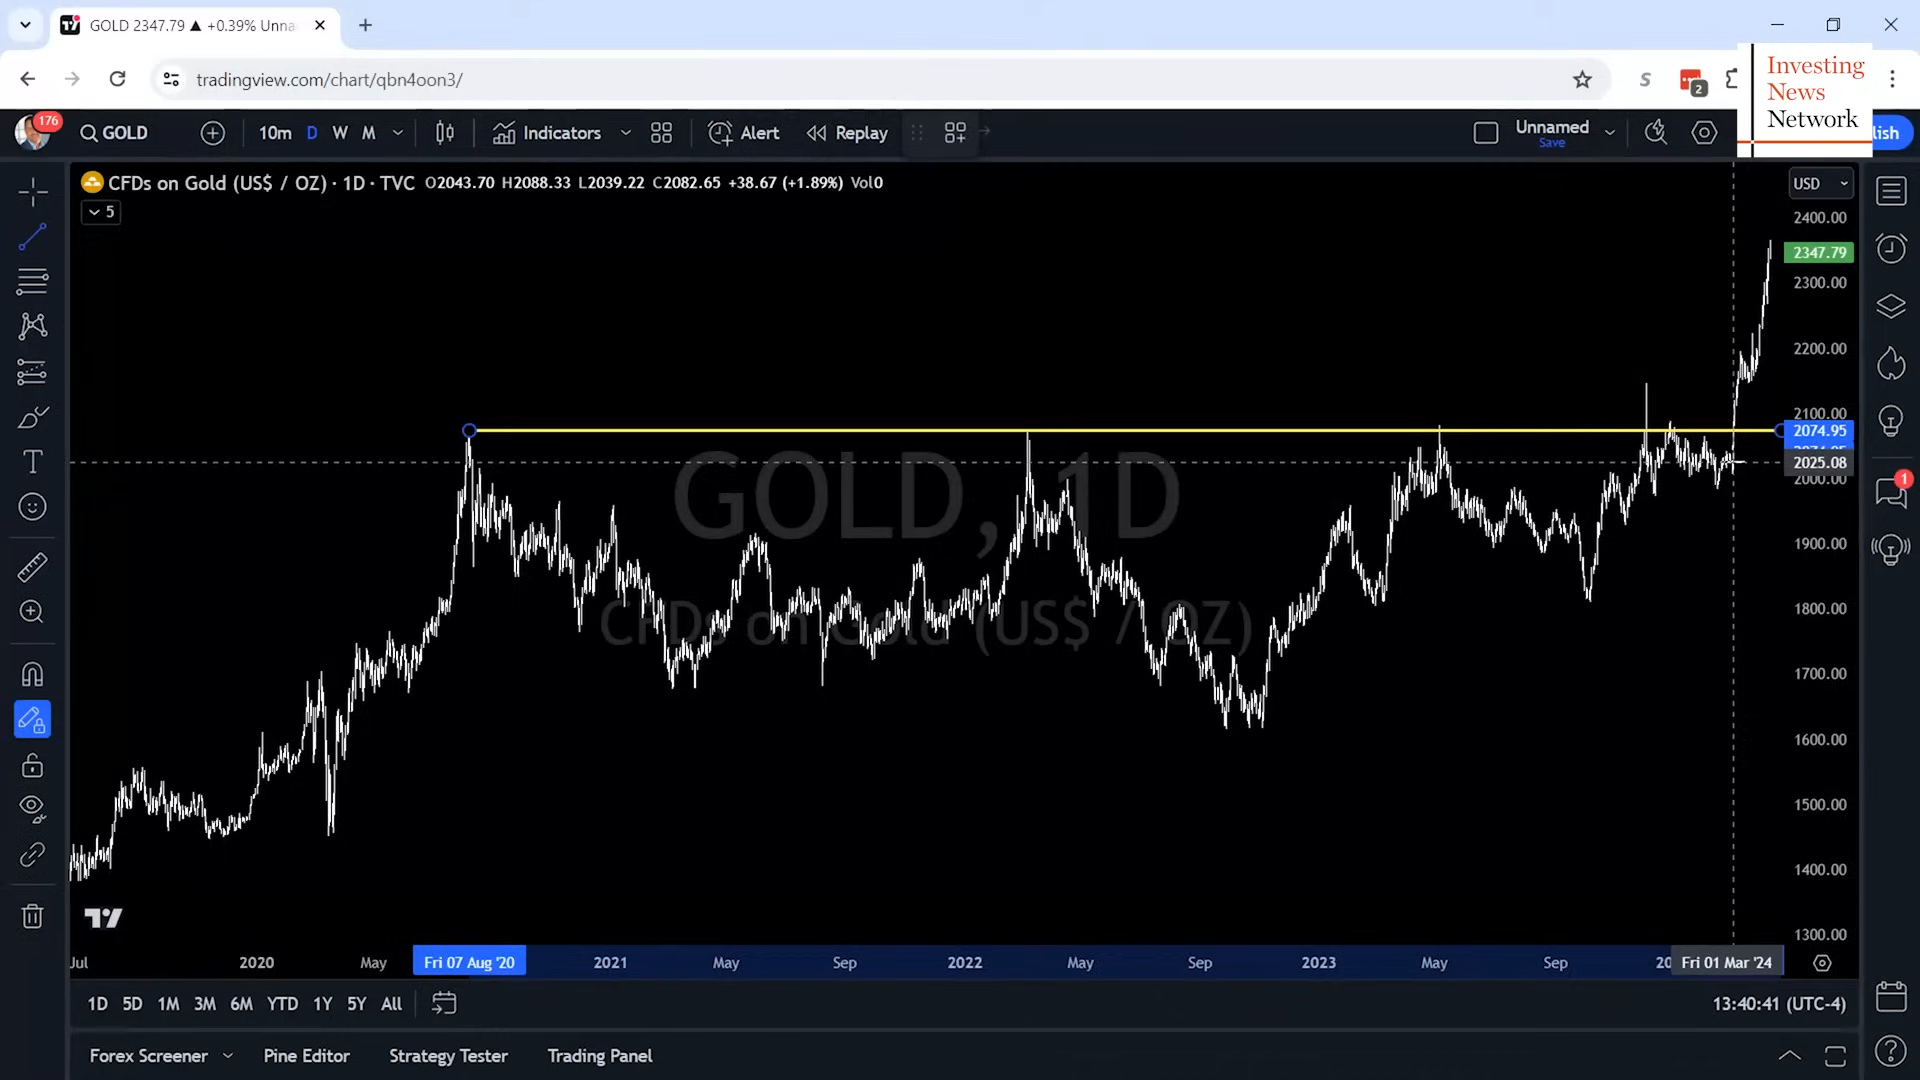 GOLD 2347.79 ▲ +0.39% Unna
tradingview.com/chart/qbn4oon3/
2
Investing
News
Network
176
GOLD
10m D W M
Indicators
Alert
Replay
Unnamed
Save
lish
CFDs on Gold (US$ / OZ) · 1D · TVC O2043.70 H2088.33 L2039.22 C2082.65 +38.67 (+1.89%) Vol0
5
USD
2400.00
2347.79
2300.00
2200.00
2100.00
2074.95
2025.08
2000.00
1900.00
1800.00
1700.00
1600.00
1500.00
1400.00
1300.00
GOLD, 1D
CFDs on Gold (US$ / OZ)
1
Jul 2020 May Fri 07 Aug '20 2021 May Sep 2022 May Sep 2023 May Sep 20 Fri 01 Mar '24
1D 5D 1M 3M 6M YTD 1Y 5Y All
13:40:41 (UTC-4)
Forex Screener Pine Editor Strategy Tester Trading Panel